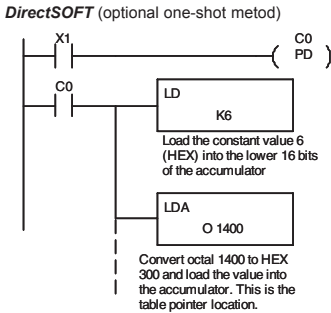 DirectSOFT (optional one-shot metod)
X1
C0
PD
C0
LD
K6
Load the constant value 6
(HEX) into the lower 16 bits
of the accumulator
LDA
O 1400
Convert octal 1400 to HEX
300 and load the value into
the accumulator. This is the
table pointer location.